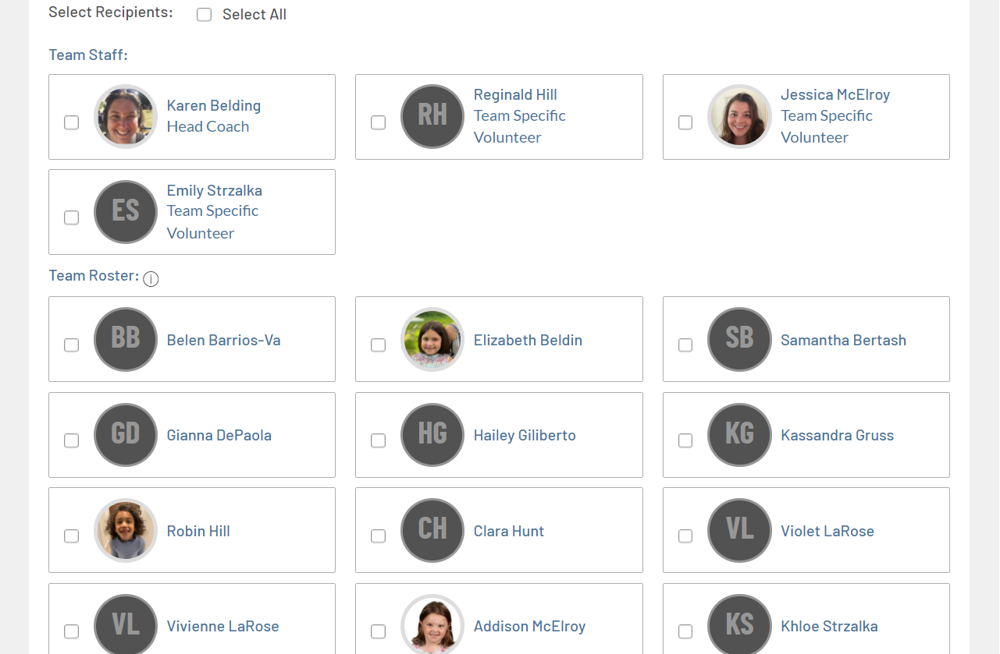 Select Recipients:
Select All
Team Staff:
Karen Belding
Head Coach
RH
Reginald Hill
Team Specific
Volunteer
Jessica McElroy
Team Specific
Volunteer
ES
Emily Strzalka
Team Specific
Volunteer
Team Roster: i
BB
Belen Barrios-Va
Elizabeth Beldin
SB
Samantha Bertash
GD
Gianna DePaola
HG
Hailey Giliberto
KG
Kassandra Gruss
Robin Hill
CH
Clara Hunt
VL
Violet LaRose
VL
Vivienne LaRose
Addison McElroy
KS
Khloe Strzalka